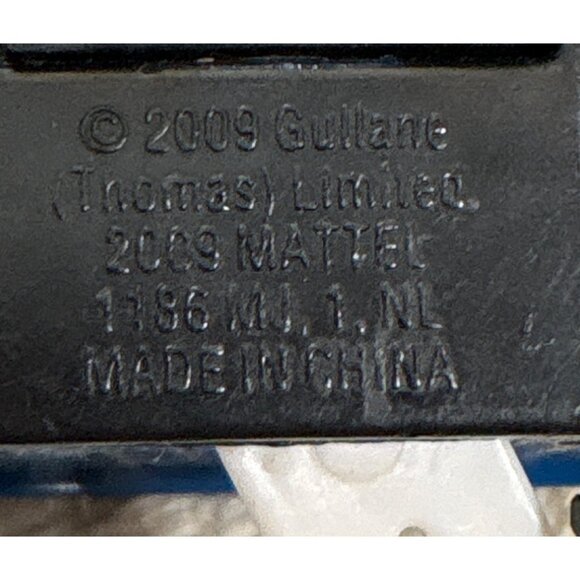 © 2009 Gullane
(Thomas) Limited.
2009 MATTEL
1186 MJ, 1, NL
MADE IN CHINA